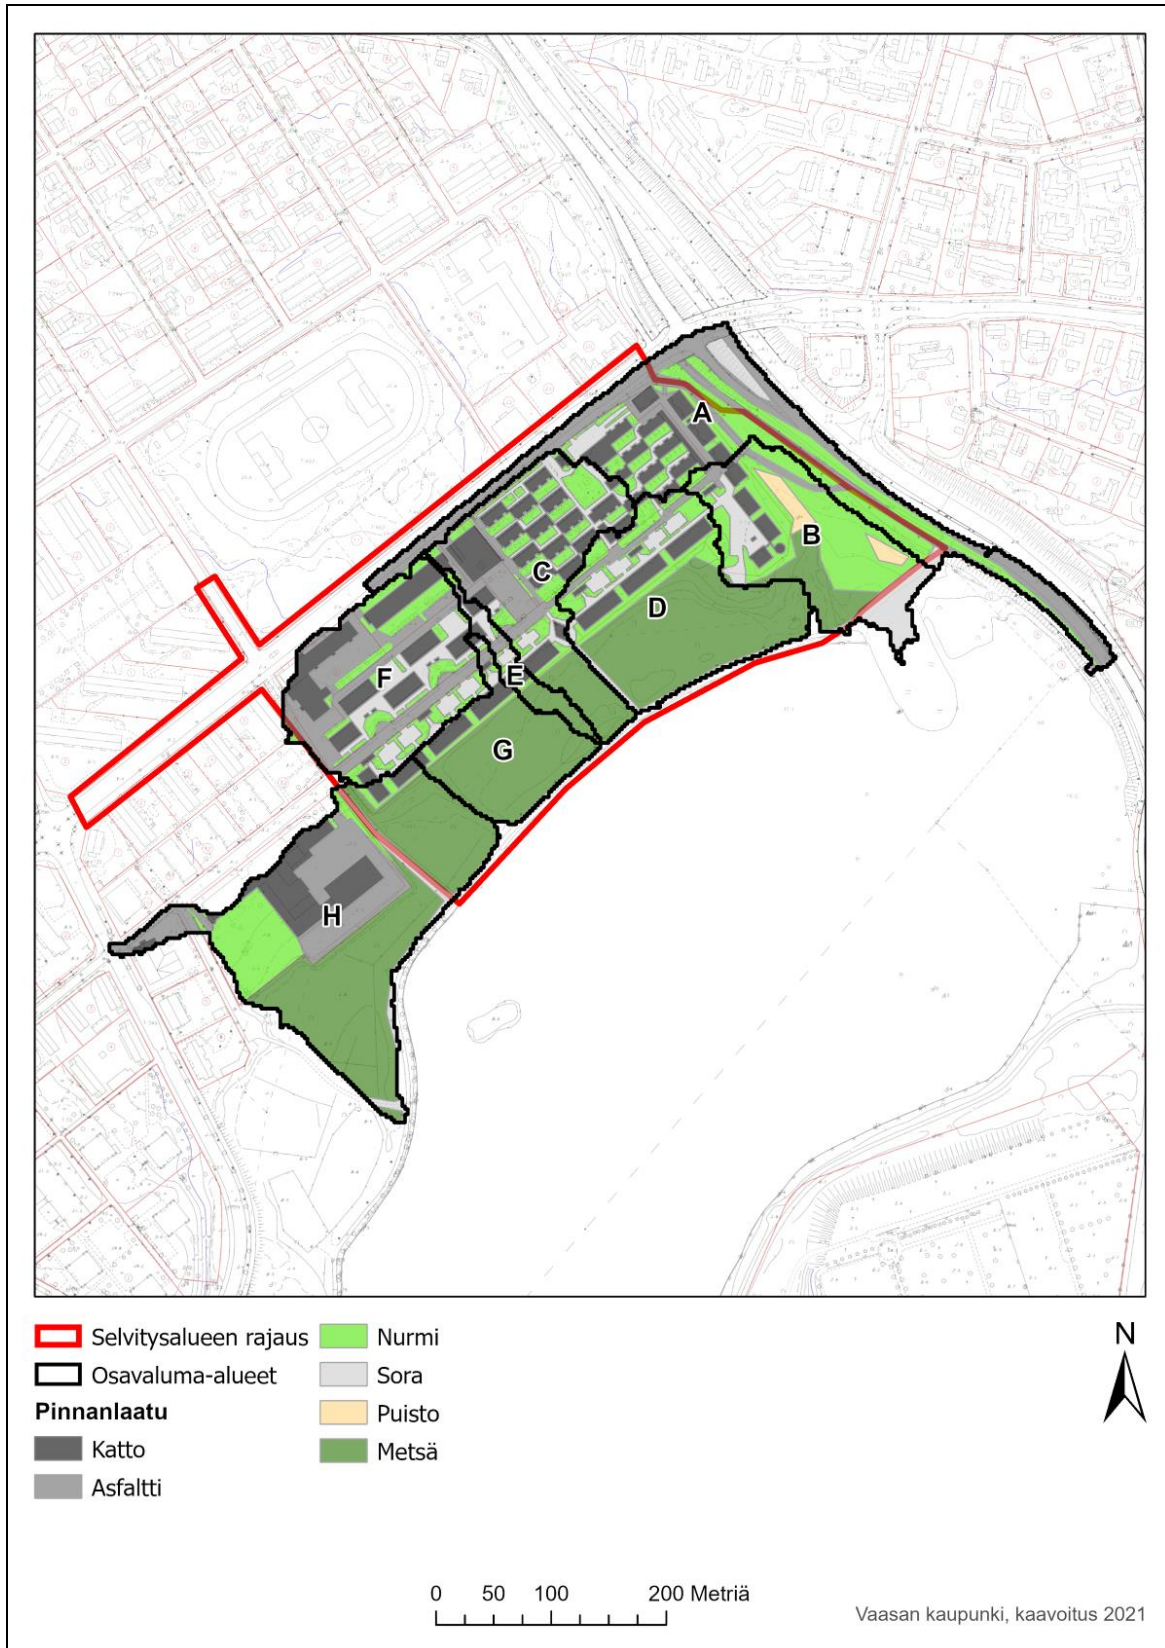 A
B
C
D
E
F
G
H
Selvitysalueen rajaus
Osavaluma-alueet
Pinnanlaatu
Katto
Asfaltti
Nurmi
Sora
Puisto
Metsä
N
0 50 100 200 Metriä
Vaasan kaupunki, kaavoitus 2021